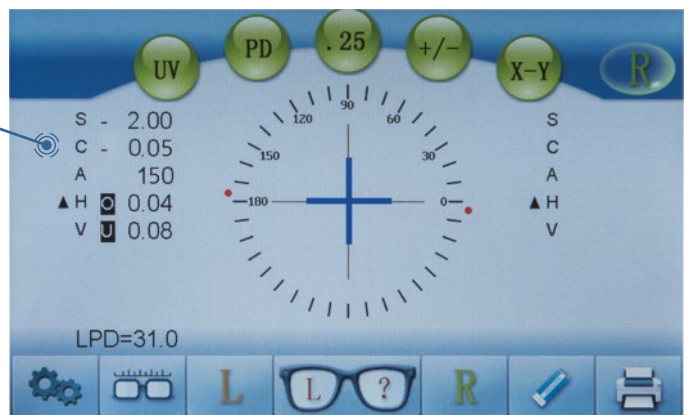 UV PD .25 +/- X-Y R
S - 2.00
C - 0.05
A 150
▲H O 0.04
V U 0.08
120 90 60
150 30
180 0
S
C
A
▲H
V
LPD=31.0
L L ? R